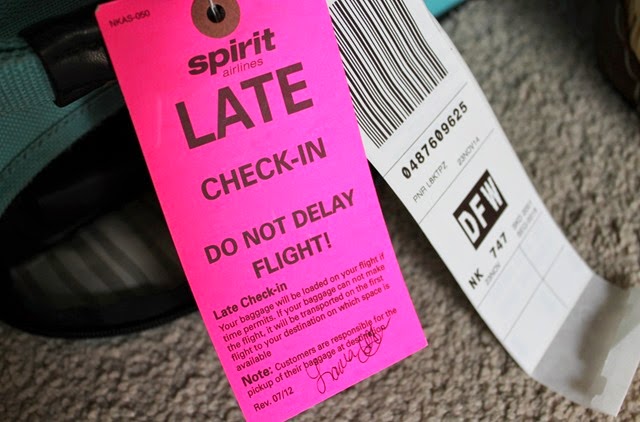 NKAS-050
spirit
airlines
LATE
CHECK-IN
DO NOT DELAY
FLIGHT!
Late Check-in
Your baggage will be loaded on your flight if
time permits. If your baggage can not make
the flight, it will be transported on the first
flight to your destination on which space is
available
Note: Customers are responsible for the
pickup of their baggage at destination
Rev. 07/12
0487609625
PNR L8KTPZ 23NOV14
DFW
NK 747
23NOV